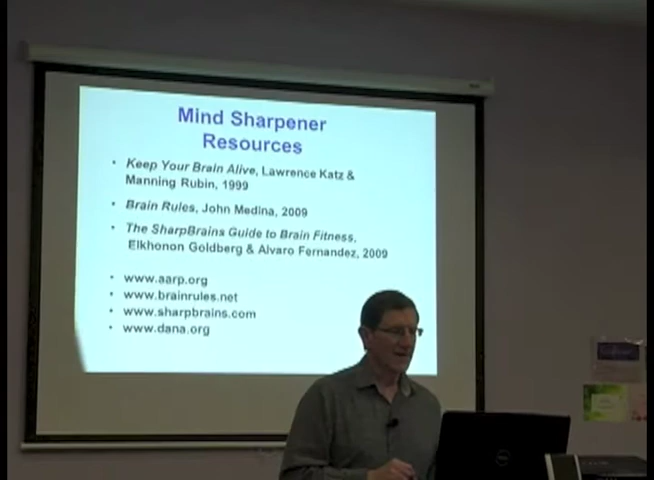 Mind Sharpener
Resources
• Keep Your Brain Alive, Lawrence Katz &
Manning Rubin, 1999
• Brain Rules, John Medina, 2009
• The SharpBrains Guide to Brain Fitness,
Elkhonon Goldberg & Alvaro Fernandez, 2009
• www.aarp.org
• www.brainrules.net
• www.sharpbrains.com
• www.dana.org
DELL